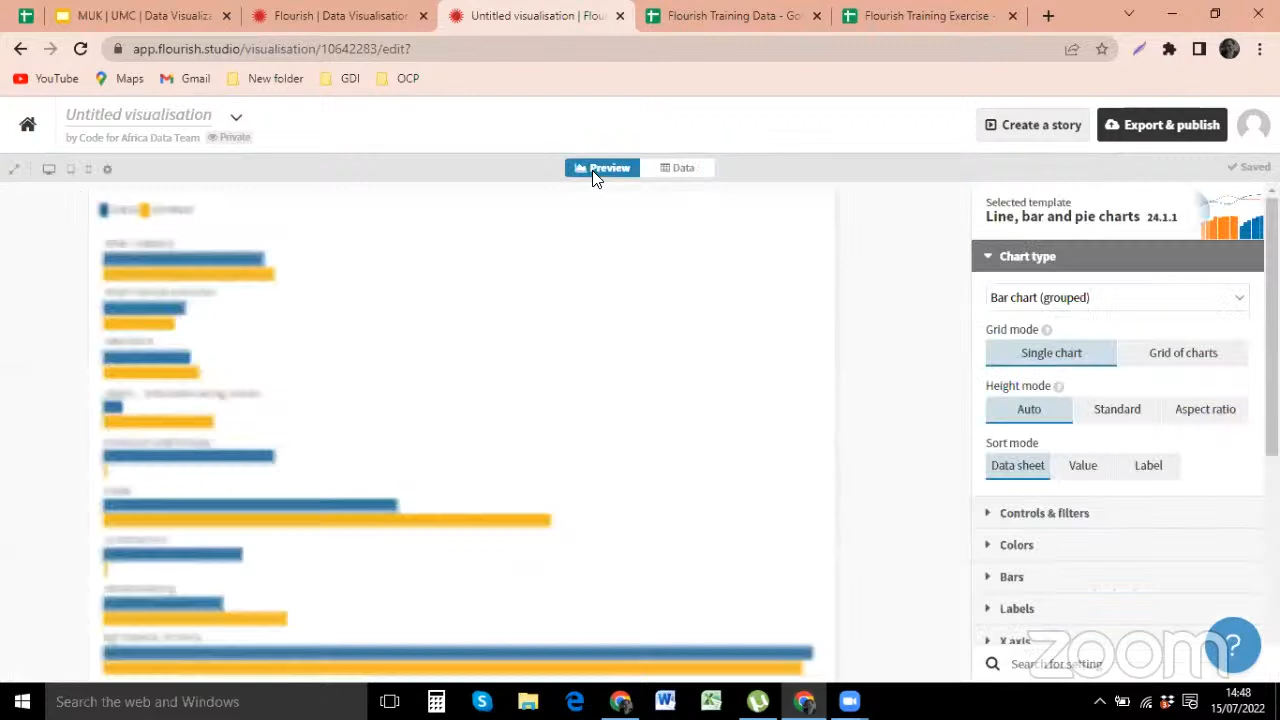 MUK | UMC | Data Visualiza
Flourish | Data Visualisation
Untitled visualisation | Flou
Flourish Training Data - Go
Flourish Training Exercise -
app.flourish.studio/visualisation/10642283/edit?
YouTube
Maps
Gmail
New folder
GDI
OCP
Untitled visualisation
by Code for Africa Data Team
Private
Create a story
Export & publish
Preview
Data
Saved
Selected template
Line, bar and pie charts 24.1.1
Chart type
Bar chart (grouped)
Grid mode
Single chart
Grid of charts
Height mode
Auto
Standard
Aspect ratio
Sort mode
Data sheet
Value
Label
Controls & filters
Colors
Bars
Labels
X axis
Search for setting
zoom
Search the web and Windows
14:48
15/07/2022